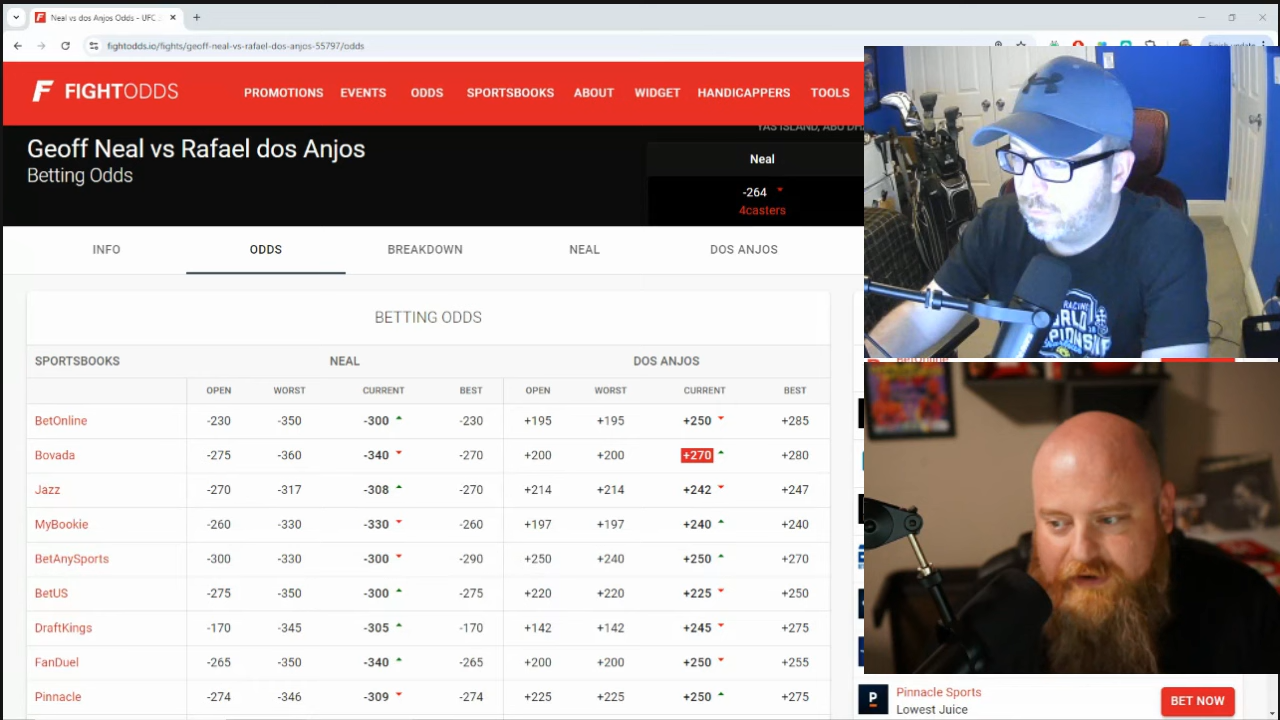 Neal vs dos Anjos Odds - UFC
fightodds.io/fights/geoff-neal-vs-rafael-dos-anjos-55797/odds
FIGHTODDS
PROMOTIONS EVENTS ODDS SPORTSBOOKS ABOUT WIDGET HANDICAPPERS TOOLS
YAS ISLAND, ABU
Geoff Neal vs Rafael dos Anjos
Betting Odds
Neal
-264
4casters
INFO ODDS BREAKDOWN NEAL DOS ANJOS
BETTING ODDS
SPORTSBOOKS NEAL DOS ANJOS
OPEN WORST CURRENT BEST OPEN WORST CURRENT BEST
BetOnline -230 -350 -300 -230 +195 +195 +250 +285
Bovada -275 -360 -340 -270 +200 +200 +270 +280
Jazz -270 -317 -308 -270 +214 +214 +242 +247
MyBookie -260 -330 -330 -260 +197 +197 +240 +240
BetAnySports -300 -330 -300 -290 +250 +240 +250 +270
BetUS -275 -350 -300 -275 +220 +220 +225 +250
DraftKings -170 -345 -305 -170 +142 +142 +245 +275
FanDuel -265 -350 -340 -265 +200 +200 +250 +255
Pinnacle -274 -346 -309 -274 +225 +225 +250 +275
RACING
WORLD
BetOnline
P
Pinnacle Sports
Lowest Juice
BET NOW